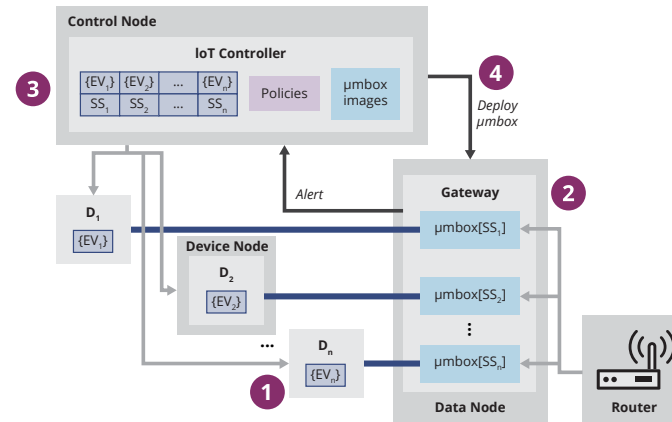 Control Node
IoT Controller
{EV₁} {EV₂} ... {EVₙ}
SS₁ SS₂ ... SSₙ
Policies
µmbox
images
3
4
Deploy
µmbox
Alert
2
Gateway
D₁
{EV₁}
µmbox[SS₁]
Device Node
D₂
{EV₂}
µmbox[SS₂]
...
⋮
Dₙ
{EVₙ}
µmbox[SSₙ]
1
Data Node
Router